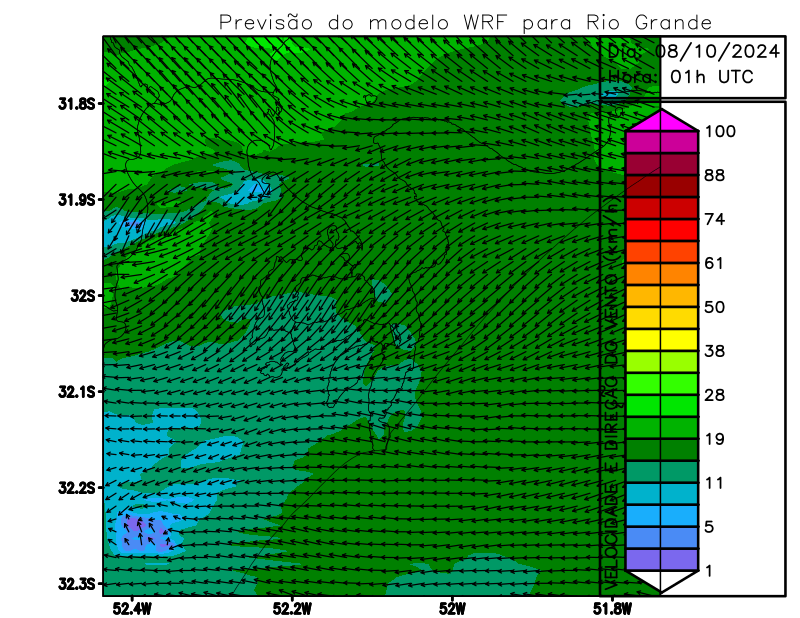 Previsão do modelo WRF para Rio Grande
Dia: 08/10/2024
Hora: 01h UTC
31.8S
31.9S
32S
32.1S
32.2S
32.3S
52.4W
52.2W
52W
51.8W
VELOCIDADE E DIREÇÃO DO VENTO (km/h)
100
88
74
61
50
38
28
19
11
5
1